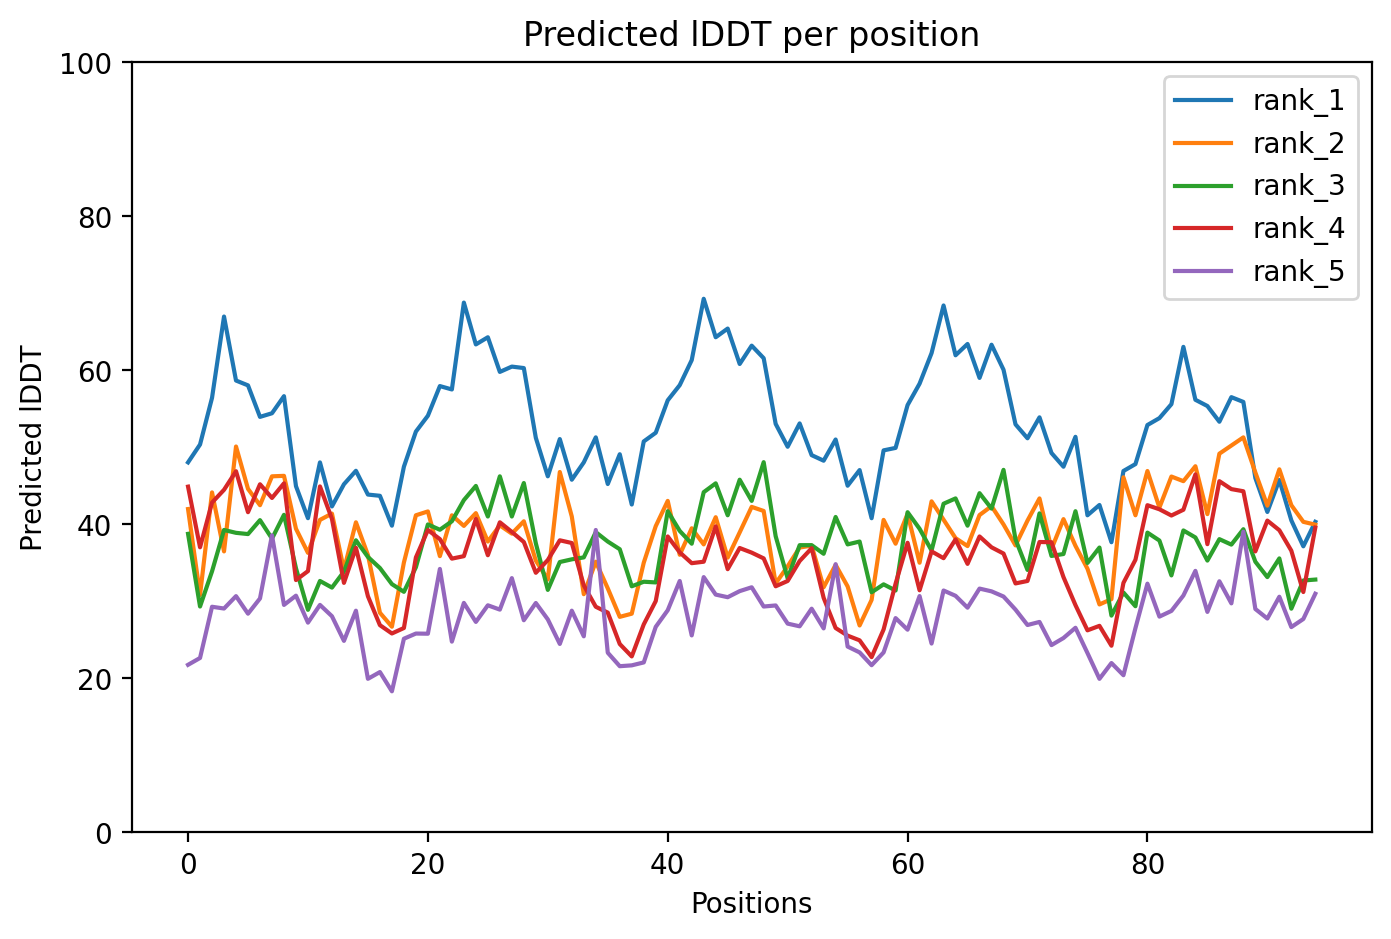 Predicted lDDT per position
100
80
60
40
20
0
Predicted lDDT
0 20 40 60 80
Positions
rank_1
rank_2
rank_3
rank_4
rank_5